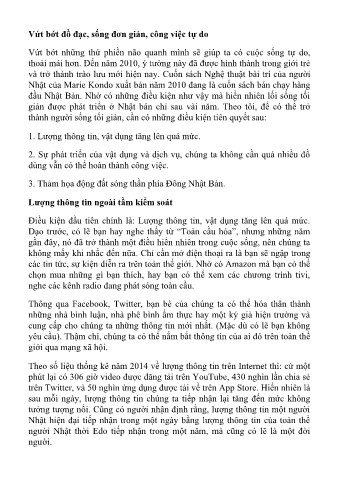 Vứt bớt đồ đạc, sống đơn giản, công việc tự do
Vứt bớt những thứ phiền não quanh mình sẽ giúp ta có cuộc sống tự do,
thoải mái hơn. Đến năm 2010, ý tưởng này đã được hình thành trong giới trẻ
và trở thành trào lưu mới hiện nay. Cuốn sách Nghệ thuật bài trí của người
Nhật của Marie Kondo xuất bản năm 2010 đang là cuốn sách bán chạy hàng
đầu Nhật Bản. Nhờ có những điều kiện như vậy mà hiển nhiên lối sống tối
giản được phát triển ở Nhật bản chỉ sau vài năm. Theo tôi, để có thể trở
thành người sống tối giản, cần có những điều kiện tiên quyết sau:
1. Lượng thông tin, vật dụng tăng lên quá mức.
2. Sự phát triển của vật dụng và dịch vụ, chúng ta không cần quá nhiều đồ
dùng vẫn có thể hoàn thành công việc.
3. Thảm họa động đất sóng thần phía Đông Nhật Bản.
Lượng thông tin ngoài tầm kiểm soát
Điều kiện đầu tiên chính là: Lượng thông tin, vật dụng tăng lên quá mức.
Dạo trước, có lẽ bạn hay nghe thấy từ “Toàn cầu hóa”, nhưng những năm
gần đây, nó đã trở thành một điều hiển nhiên trong cuộc sống, nên chúng ta
không mấy khi nhắc đến nữa. Chỉ cần mở điện thoại ra là bạn sẽ ngập trong
các tin tức, sự kiện diễn ra trên toàn thế giới. Nhờ có Amazon mà bạn có thể
chọn mua những gì bạn thích, hay bạn có thể xem các chương trình tivi,
nghe các kênh radio đang phát sóng toàn cầu.
Thông qua Facebook, Twitter, bạn bè của chúng ta có thể hóa thân thành
những nhà bình luận, nhà phê bình ẩm thực hay một ký giả hiện trường và
cung cấp cho chúng ta những thông tin mới nhất. (Mặc dù có lẽ bạn không
yêu cầu). Thậm chí, chúng ta có thể nắm bắt thông tin của ai đó trên toàn thế
giới qua mạng xã hội.
Theo số liệu thống kê năm 2014 về lượng thông tin trên Internet thì: cứ một
phút lại có 306 giờ video được đăng tải trên YouTube, 430 nghìn lần chia sẻ
trên Twitter, và 50 nghìn ứng dụng được tải về trên App Store. Hiển nhiên là
sau mỗi ngày, lượng thông tin chúng ta tiếp nhận lại tăng đến mức không
tưởng tượng nổi. Cũng có người nhận định rằng, lượng thông tin một người
Nhật hiện đại tiếp nhận trong một ngày bằng lượng thông tin của toàn thể
người Nhật thời Edo tiếp nhận trong một năm, mà cũng có lẽ là một đời
người.